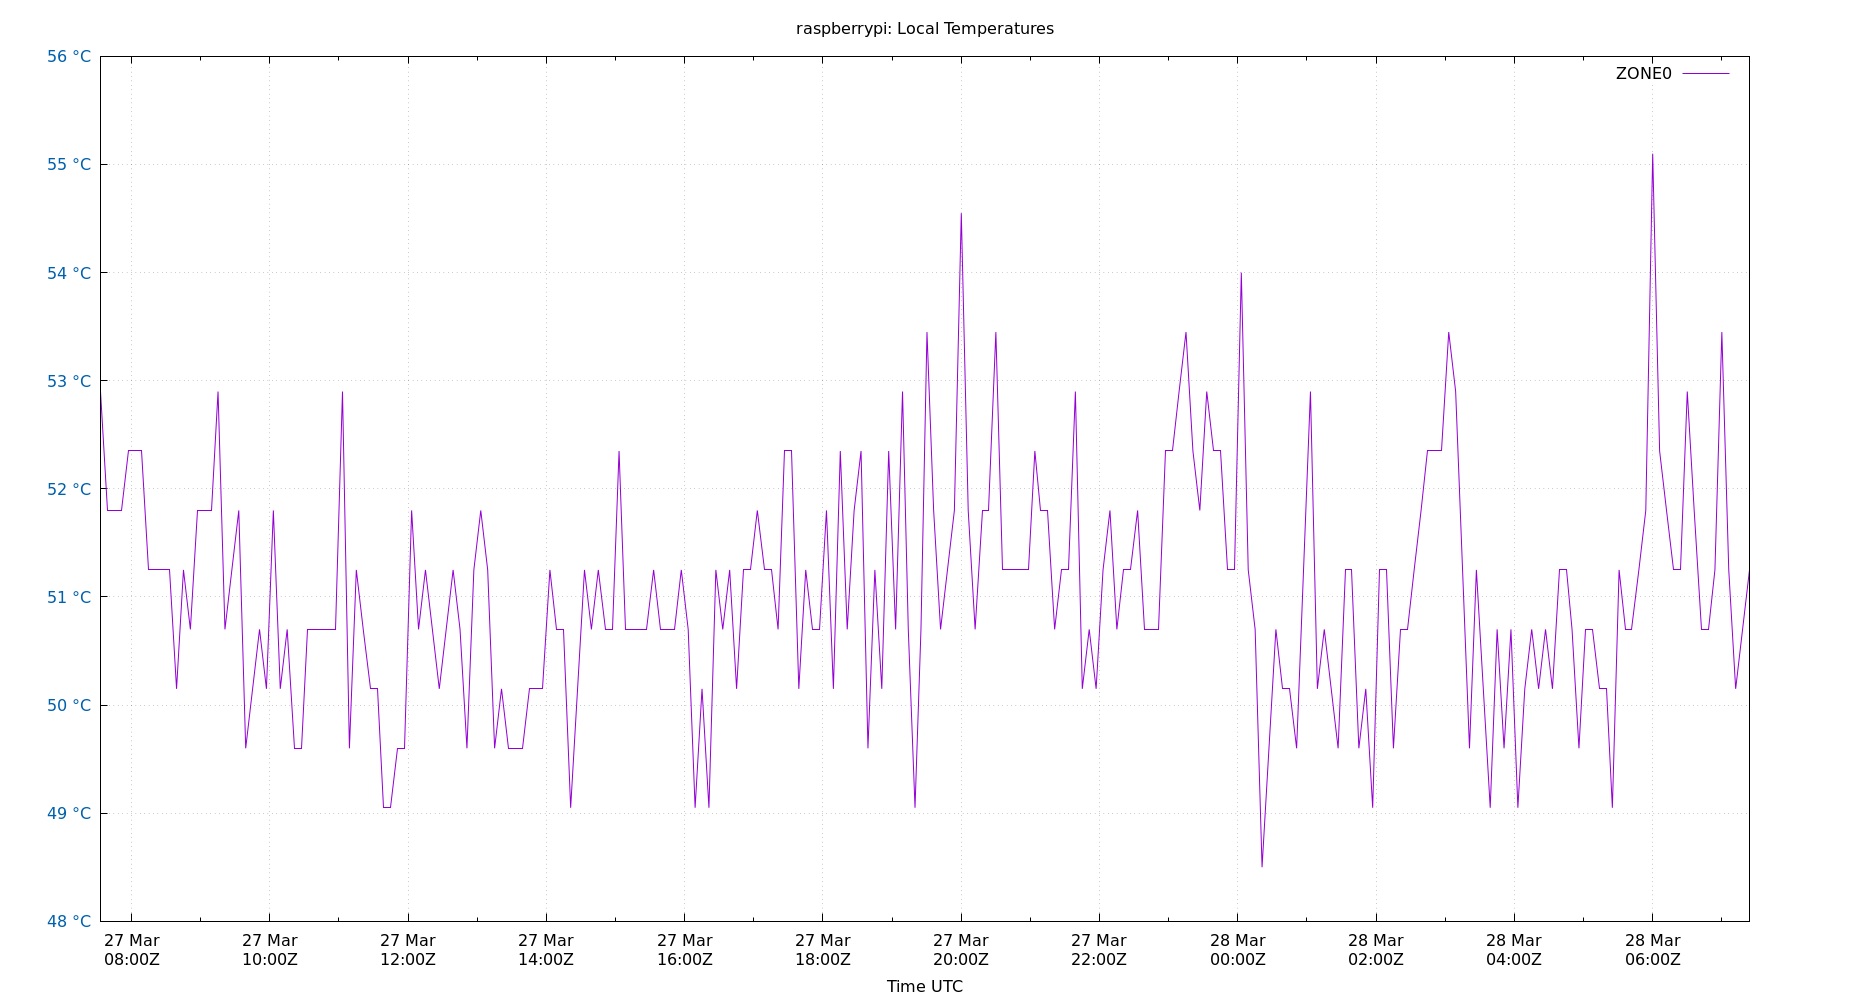 raspberrypi: Local Temperatures
ZONE0
56 °C
55 °C
54 °C
53 °C
52 °C
51 °C
50 °C
49 °C
48 °C
27 Mar 27 Mar 27 Mar 27 Mar 27 Mar 27 Mar 27 Mar 27 Mar 28 Mar 28 Mar 28 Mar 28 Mar
08:00Z 10:00Z 12:00Z 14:00Z 16:00Z 18:00Z 20:00Z 22:00Z 00:00Z 02:00Z 04:00Z 06:00Z
Time UTC